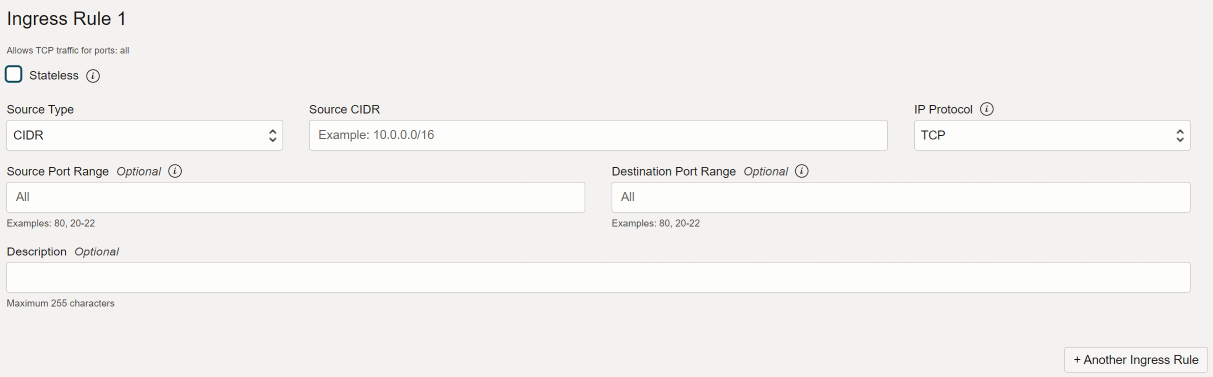 Ingress Rule 1
Allows TCP traffic for ports: all
Stateless i
Source Type Source CIDR IP Protocol i
CIDR Example: 10.0.0.0/16 TCP
Source Port Range Optional i Destination Port Range Optional i
All All
Examples: 80, 20-22 Examples: 80, 20-22
Description Optional
Maximum 255 characters
+ Another Ingress Rule